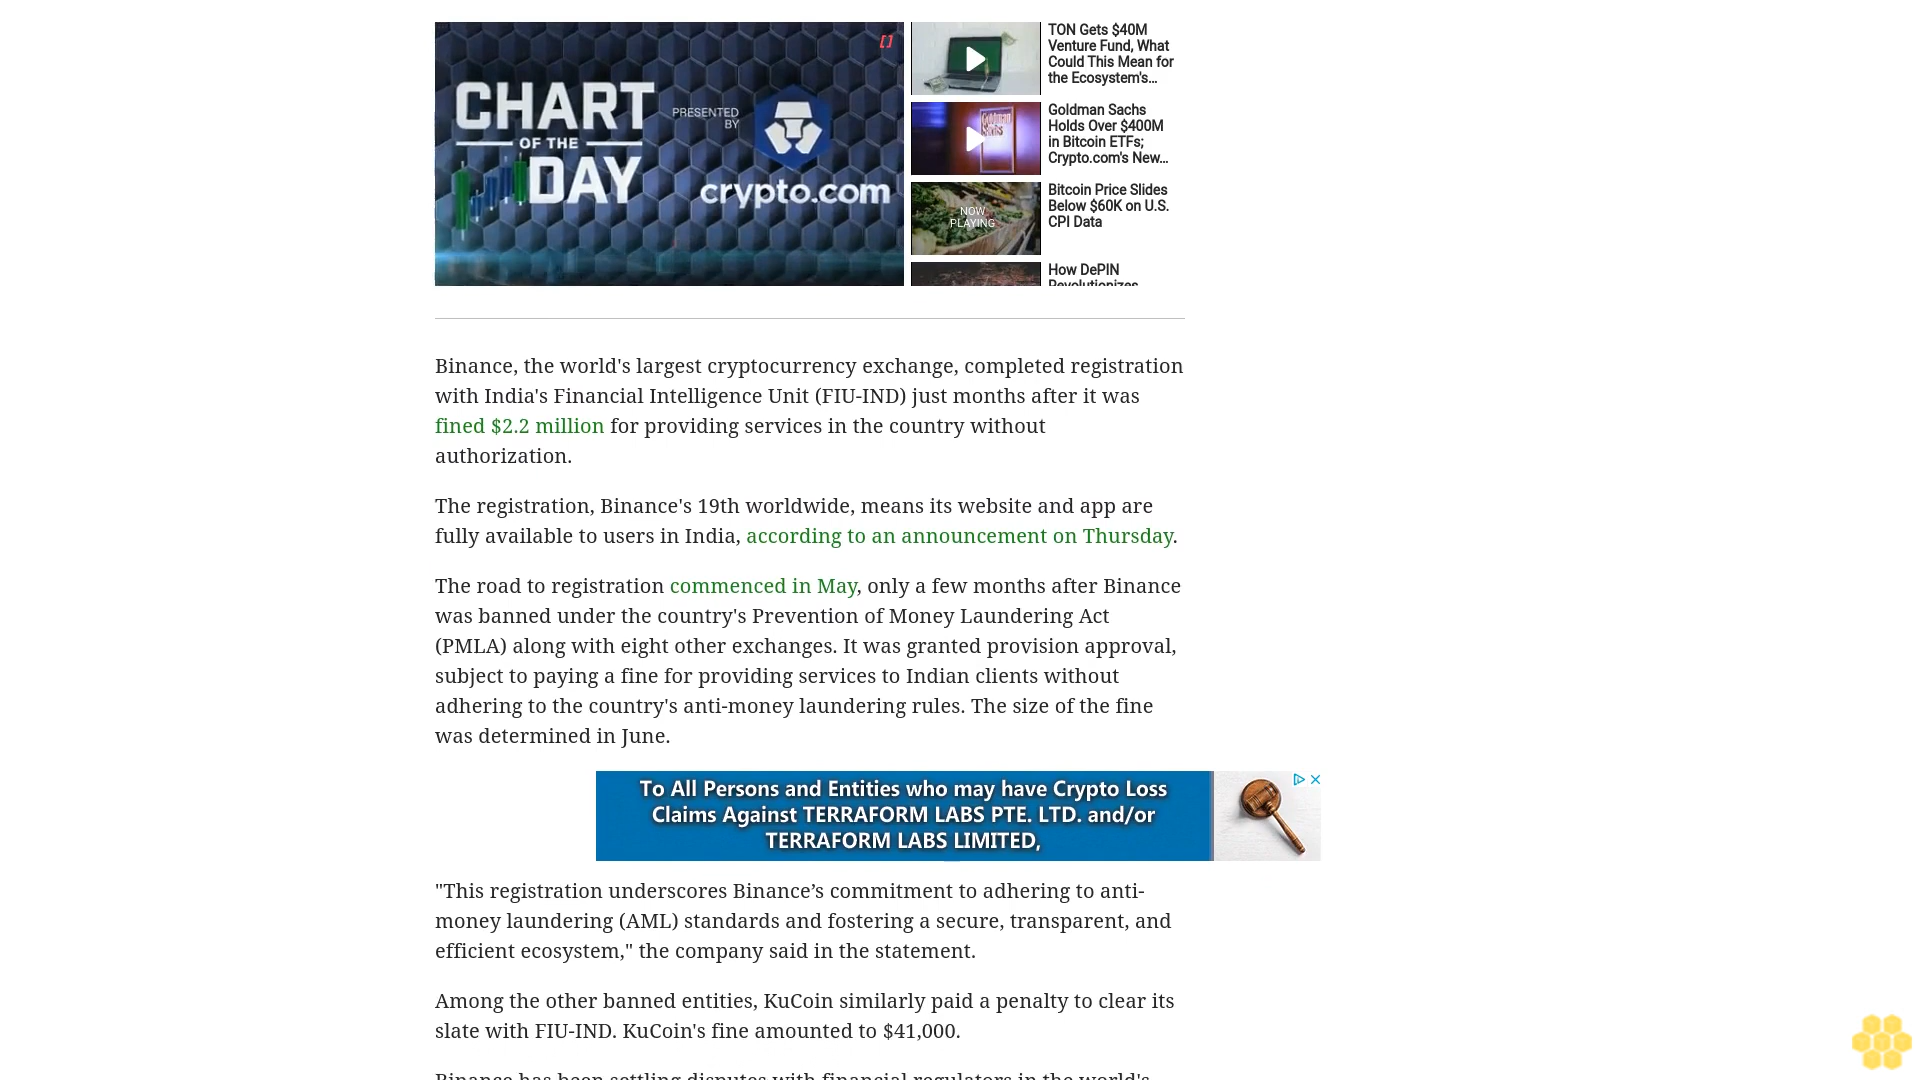 CHART
OF THE
DAY
PRESENTED
BY
crypto.com
TON Gets $40M
Venture Fund, What
Could This Mean for
the Ecosystem's...
Goldman
Sachs
Goldman Sachs
Holds Over $400M
in Bitcoin ETFs;
Crypto.com's New...
NOW
PLAYING
Bitcoin Price Slides
Below $60K on U.S.
CPI Data
How DePIN
Revolutionizes
Binance, the world's largest cryptocurrency exchange, completed registration
with India's Financial Intelligence Unit (FIU-IND) just months after it was
fined $2.2 million for providing services in the country without
authorization.
The registration, Binance's 19th worldwide, means its website and app are
fully available to users in India, according to an announcement on Thursday.
The road to registration commenced in May, only a few months after Binance
was banned under the country's Prevention of Money Laundering Act
(PMLA) along with eight other exchanges. It was granted provision approval,
subject to paying a fine for providing services to Indian clients without
adhering to the country's anti-money laundering rules. The size of the fine
was determined in June.
To All Persons and Entities who may have Crypto Loss
Claims Against TERRAFORM LABS PTE. LTD. and/or
TERRAFORM LABS LIMITED,
"This registration underscores Binance’s commitment to adhering to anti-
money laundering (AML) standards and fostering a secure, transparent, and
efficient ecosystem," the company said in the statement.
Among the other banned entities, KuCoin similarly paid a penalty to clear its
slate with FIU-IND. KuCoin's fine amounted to $41,000.
Binance has been settling disputes with financial regulators in the world's